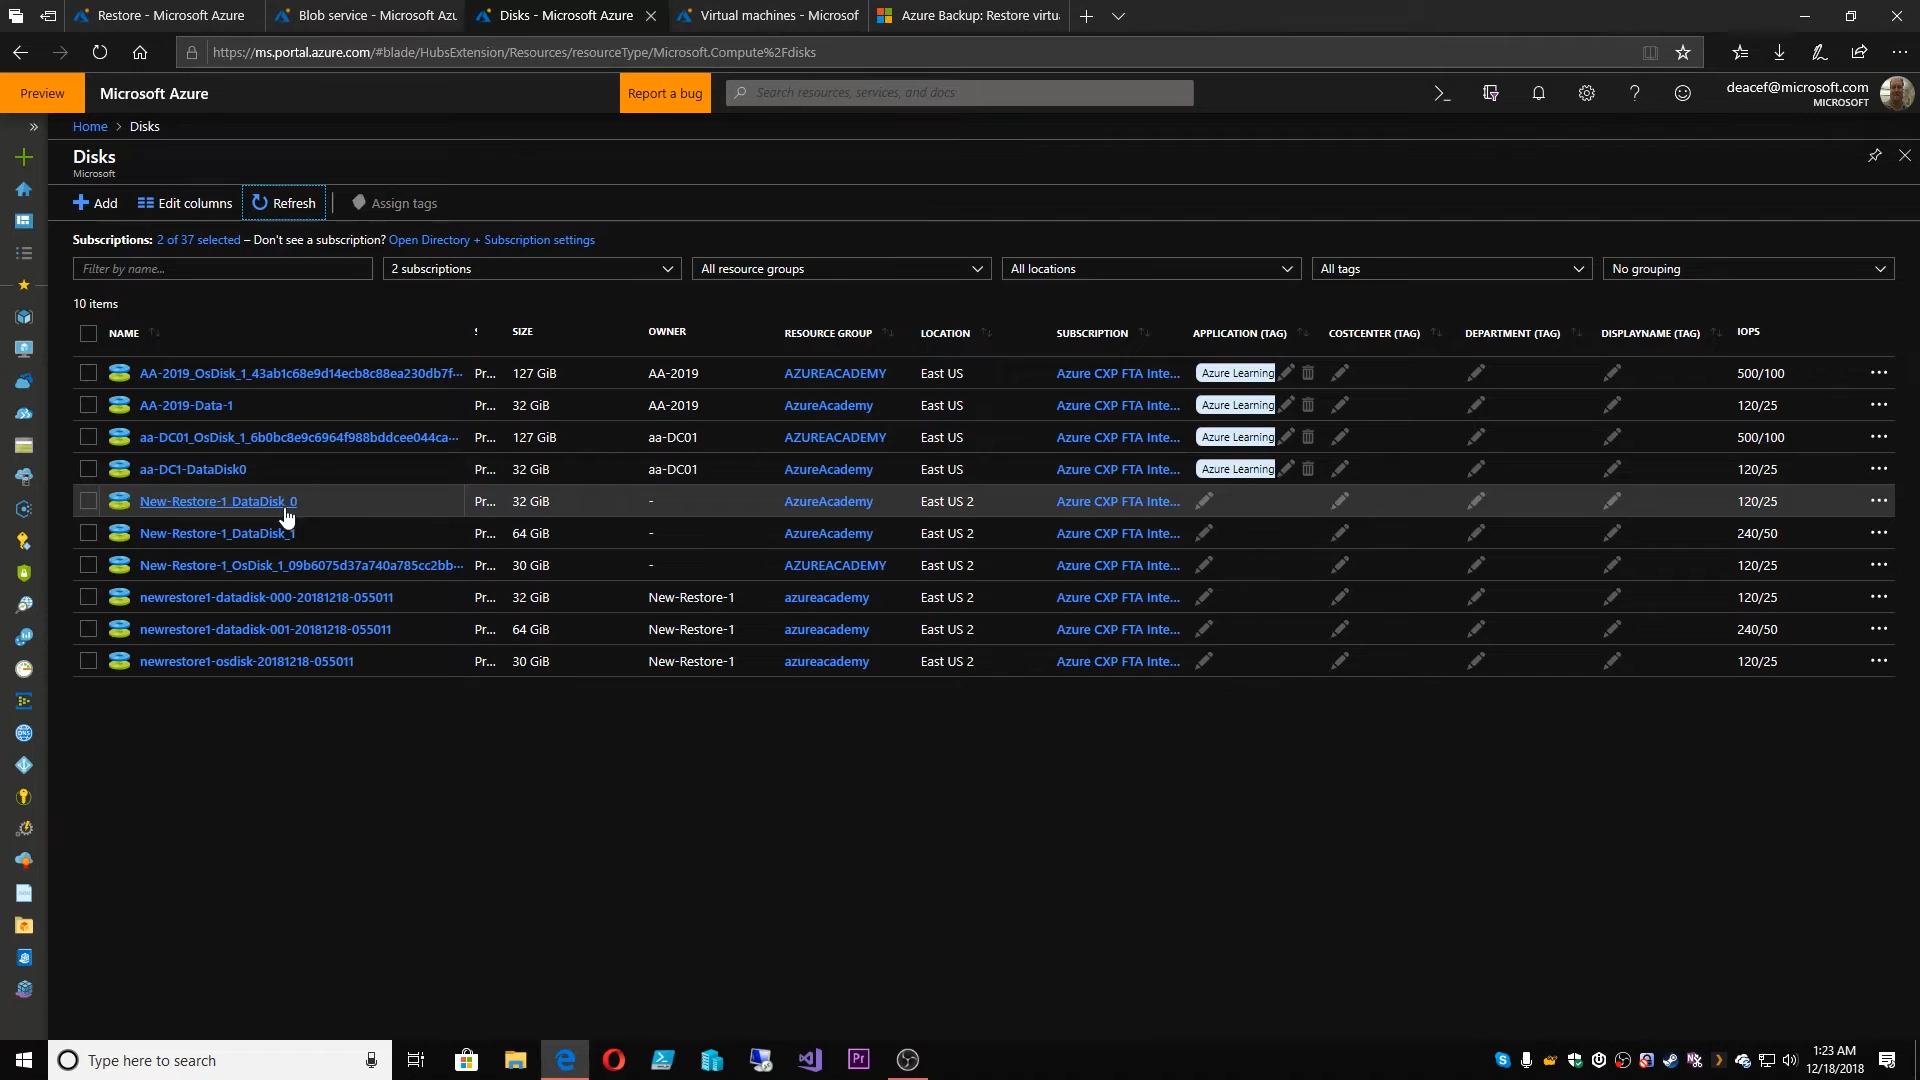 Restore - Microsoft Azure
Blob service - Microsoft Azu
Disks - Microsoft Azure
Virtual machines - Microsof
Azure Backup: Restore virtu
https://ms.portal.azure.com/#blade/HubsExtension/Resources/resourceType/Microsoft.Compute%2Fdisks
Preview
Microsoft Azure
Report a bug
Search resources, services, and docs
deacef@microsoft.com
MICROSOFT
Home > Disks
Disks
Microsoft
Add
Edit columns
Refresh
Assign tags
Subscriptions: 2 of 37 selected – Don't see a subscription? Open Directory + Subscription settings
Filter by name...
2 subscriptions
All resource groups
All locations
All tags
No grouping
10 items
NAME SIZE OWNER RESOURCE GROUP LOCATION SUBSCRIPTION APPLICATION (TAG) COSTCENTER (TAG) DEPARTMENT (TAG) DISPLAYNAME (TAG) IOPS
AA-2019_OsDisk_1_43ab1c68e9d14ecb8c88ea230db7f··· Pr... 127 GiB AA-2019 AZUREACADEMY East US Azure CXP FTA Inte... Azure Learning 500/100
AA-2019-Data-1 Pr... 32 GiB AA-2019 AzureAcademy East US Azure CXP FTA Inte... Azure Learning 120/25
aa-DC01_OsDisk_1_6b0bc8e9c6964f988bddcee044ca··· Pr... 127 GiB aa-DC01 AZUREACADEMY East US Azure CXP FTA Inte... Azure Learning 500/100
aa-DC1-DataDisk0 Pr... 32 GiB aa-DC01 AzureAcademy East US Azure CXP FTA Inte... Azure Learning 120/25
New-Restore-1_DataDisk_0 Pr... 32 GiB - AzureAcademy East US 2 Azure CXP FTA Inte... 120/25
New-Restore-1_DataDisk_1 Pr... 64 GiB - AzureAcademy East US 2 Azure CXP FTA Inte... 240/50
New-Restore-1_OsDisk_1_09b6075d37a740a785cc2bb··· Pr... 30 GiB - AZUREACADEMY East US 2 Azure CXP FTA Inte... 120/25
newrestore1-datadisk-000-20181218-055011 Pr... 32 GiB New-Restore-1 azureacademy East US 2 Azure CXP FTA Inte... 120/25
newrestore1-datadisk-001-20181218-055011 Pr... 64 GiB New-Restore-1 azureacademy East US 2 Azure CXP FTA Inte... 240/50
newrestore1-osdisk-20181218-055011 Pr... 30 GiB New-Restore-1 azureacademy East US 2 Azure CXP FTA Inte... 120/25
Type here to search
1:23 AM
12/18/2018